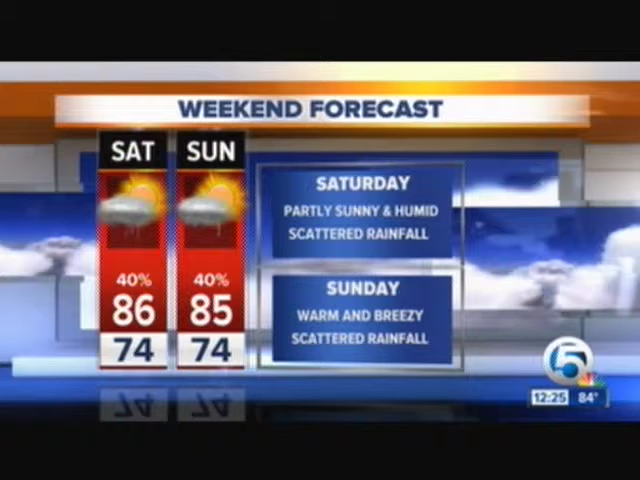 WEEKEND FORECAST
SAT SUN
SATURDAY
PARTLY SUNNY & HUMID
SCATTERED RAINFALL
40% 40%
86 85
74 74
SUNDAY
WARM AND BREEZY
SCATTERED RAINFALL
5
12:25 84°